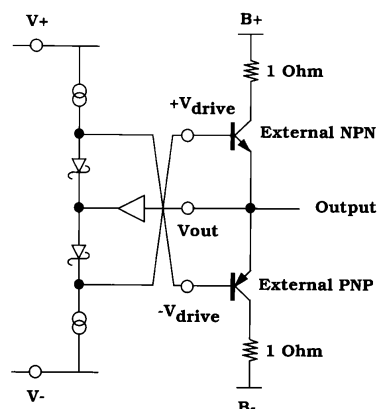 V+
B+
1 Ohm
+Vdrive
External NPN
Output
Vout
External PNP
-Vdrive
1 Ohm
V-
B-